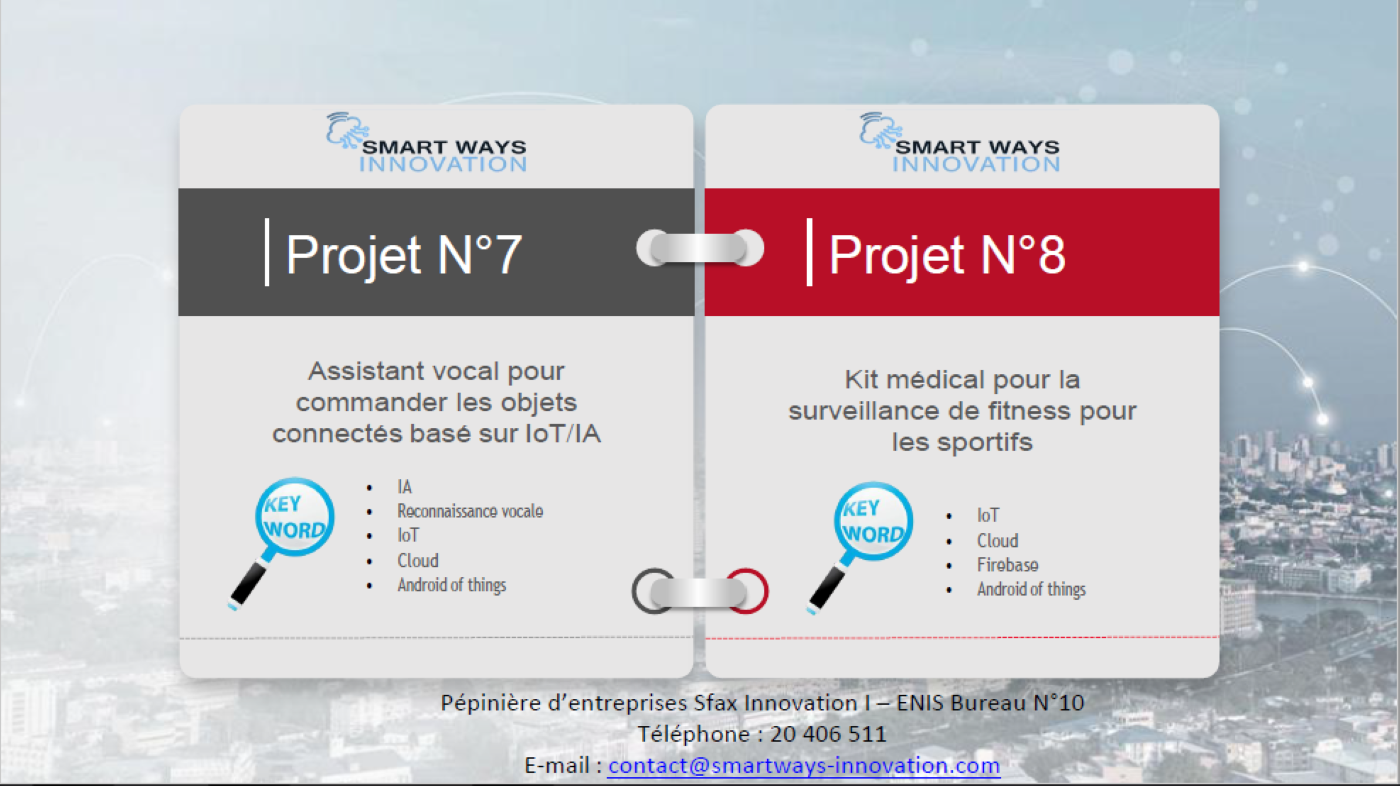 SMART WAYS
INNOVATION
Projet N°7
Assistant vocal pour
commander les objets
connectés basé sur IoT/IA
KEY
WORD
• IA
• Reconnaissance vocale
• IoT
• Cloud
• Android of things
SMART WAYS
INNOVATION
Projet N°8
Kit médical pour la
surveillance de fitness pour
les sportifs
KEY
WORD
• IoT
• Cloud
• Firebase
• Android of things
Pépinière d’entreprises Sfax Innovation I – ENIS Bureau N°10
Téléphone : 20 406 511
E-mail : contact@smartways-innovation.com